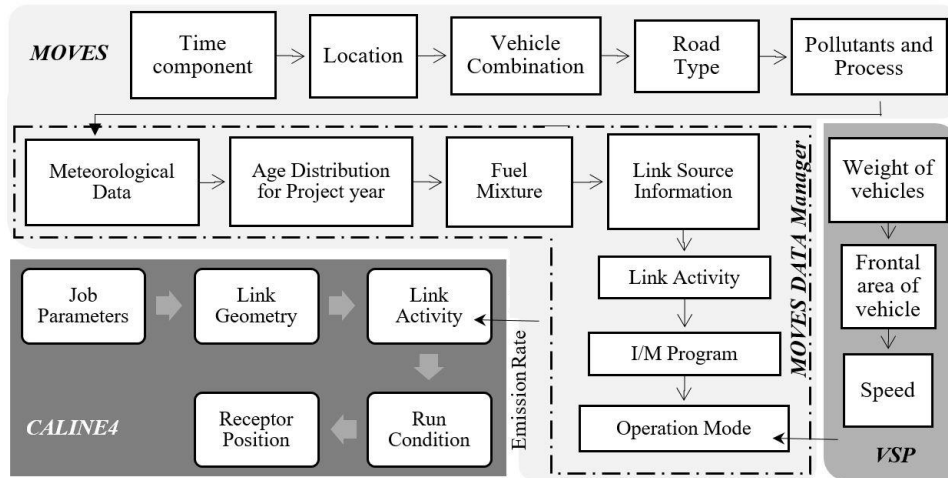 MOVES
Time
component
Location
Vehicle
Combination
Road
Type
Pollutants and
Process
Meteorological
Data
Age Distribution
for Project year
Fuel
Mixture
Link Source
Information
Link Activity
I/M Program
Operation Mode
MOVES DATA Manager
Weight of
vehicles
Frontal
area of
vehicle
Speed
VSP
Job
Parameters
Link
Geometry
Link
Activity
Emission Rate
Receptor
Position
Run
Condition
CALINE4